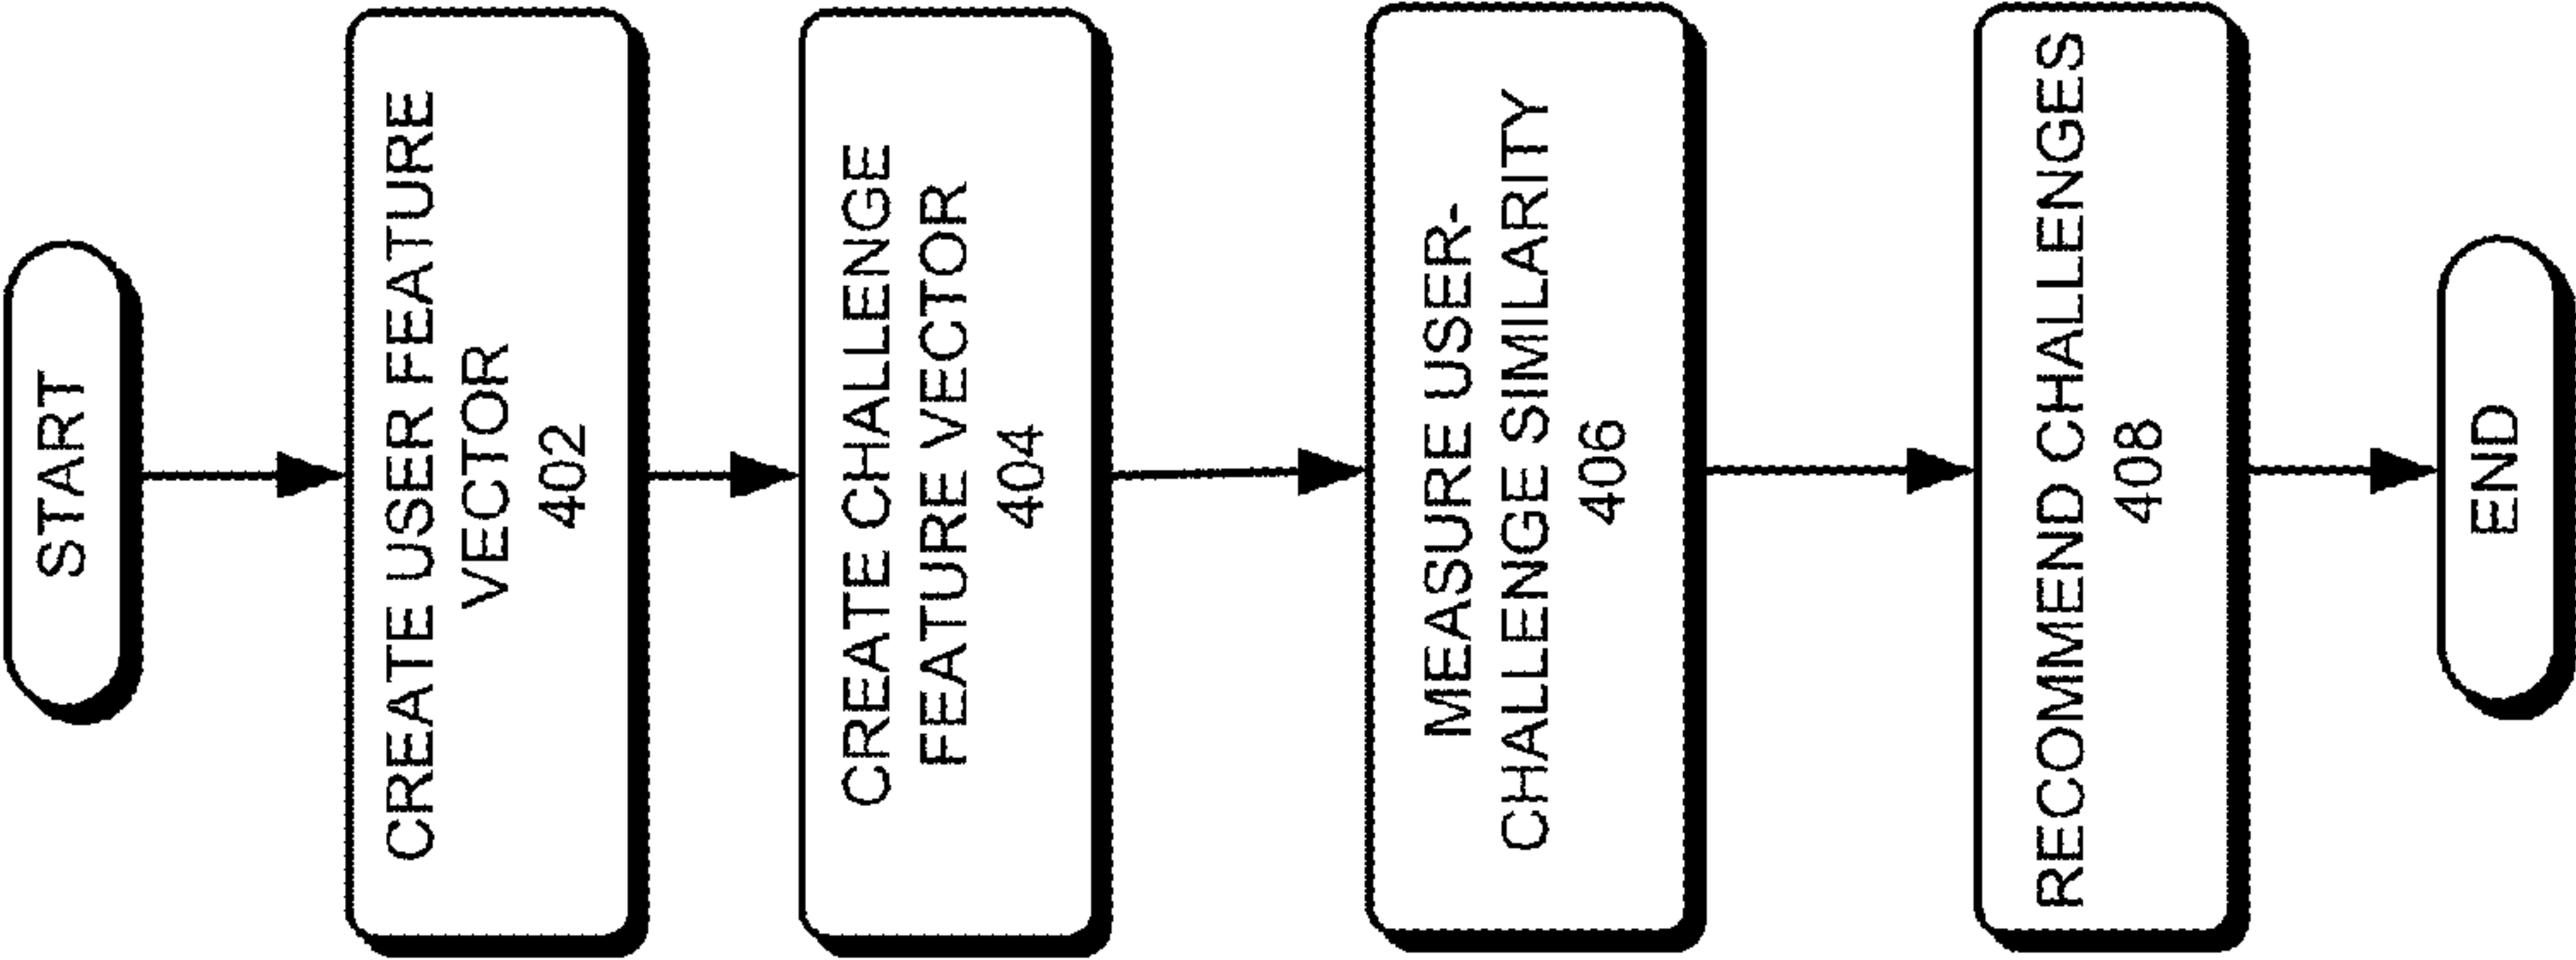 START
CREATE USER FEATURE
VECTOR
402
CREATE CHALLENGE
FEATURE VECTOR
404
MEASURE USER-
CHALLENGE SIMILARITY
406
RECOMMEND CHALLENGES
408
END